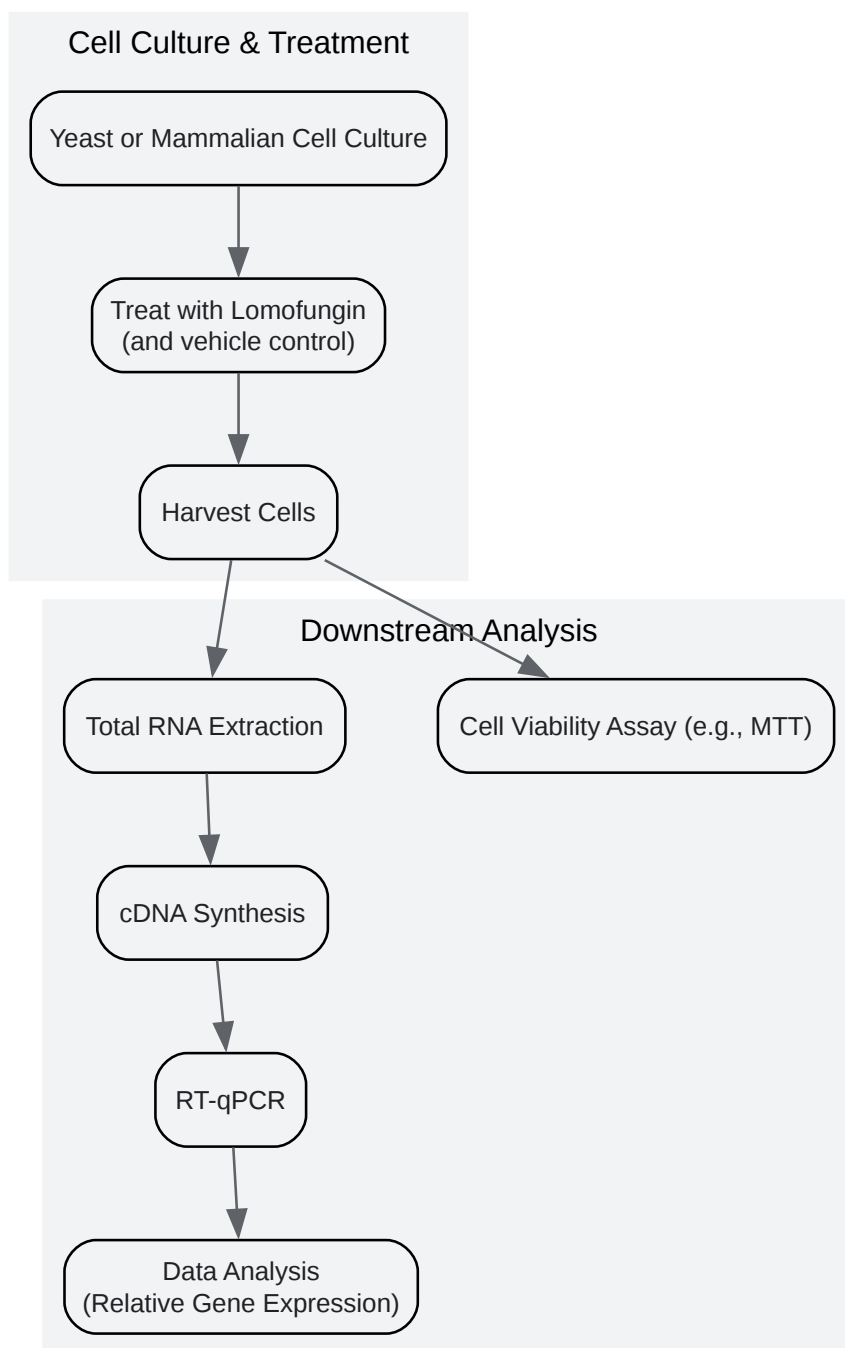 Cell Culture & Treatment
Yeast or Mammalian Cell Culture
Treat with Lomofungin
(and vehicle control)
Harvest Cells
Downstream Analysis
Total RNA Extraction
Cell Viability Assay (e.g., MTT)
cDNA Synthesis
RT-qPCR
Data Analysis
(Relative Gene Expression)